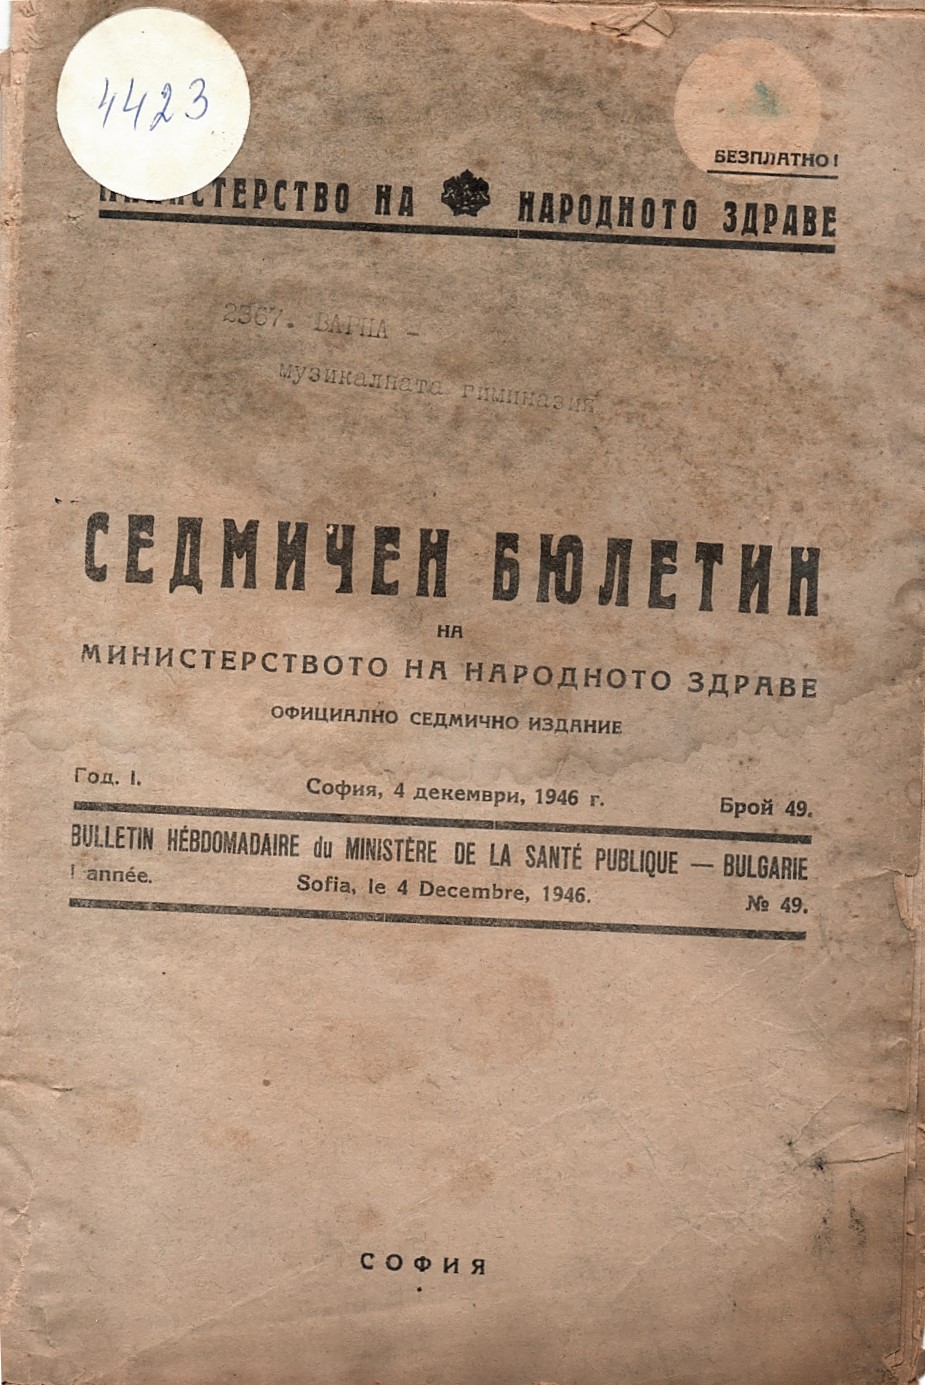 4423
БЕЗПЛАТНО!
МИНИСТЕРСТВО НА НАРОДНОТО ЗДРАВЕ
2367. ВАРНА –
музикалната гимназия
СЕДМИЧЕН БЮЛЕТИН
НА
МИНИСТЕРСТВОТО НА НАРОДНОТО ЗДРАВЕ
ОФИЦИАЛНО СЕДМИЧНО ИЗДАНИЕ
Год. I. София, 4 декември, 1946 г. Брой 49.
BULLETIN HÉBDOMADAIRE du MINISTÈRE DE LA SANTÉ PUBLIQUE — BULGARIE
I année. Sofia, le 4 Decembre, 1946. № 49.
СОФИЯ